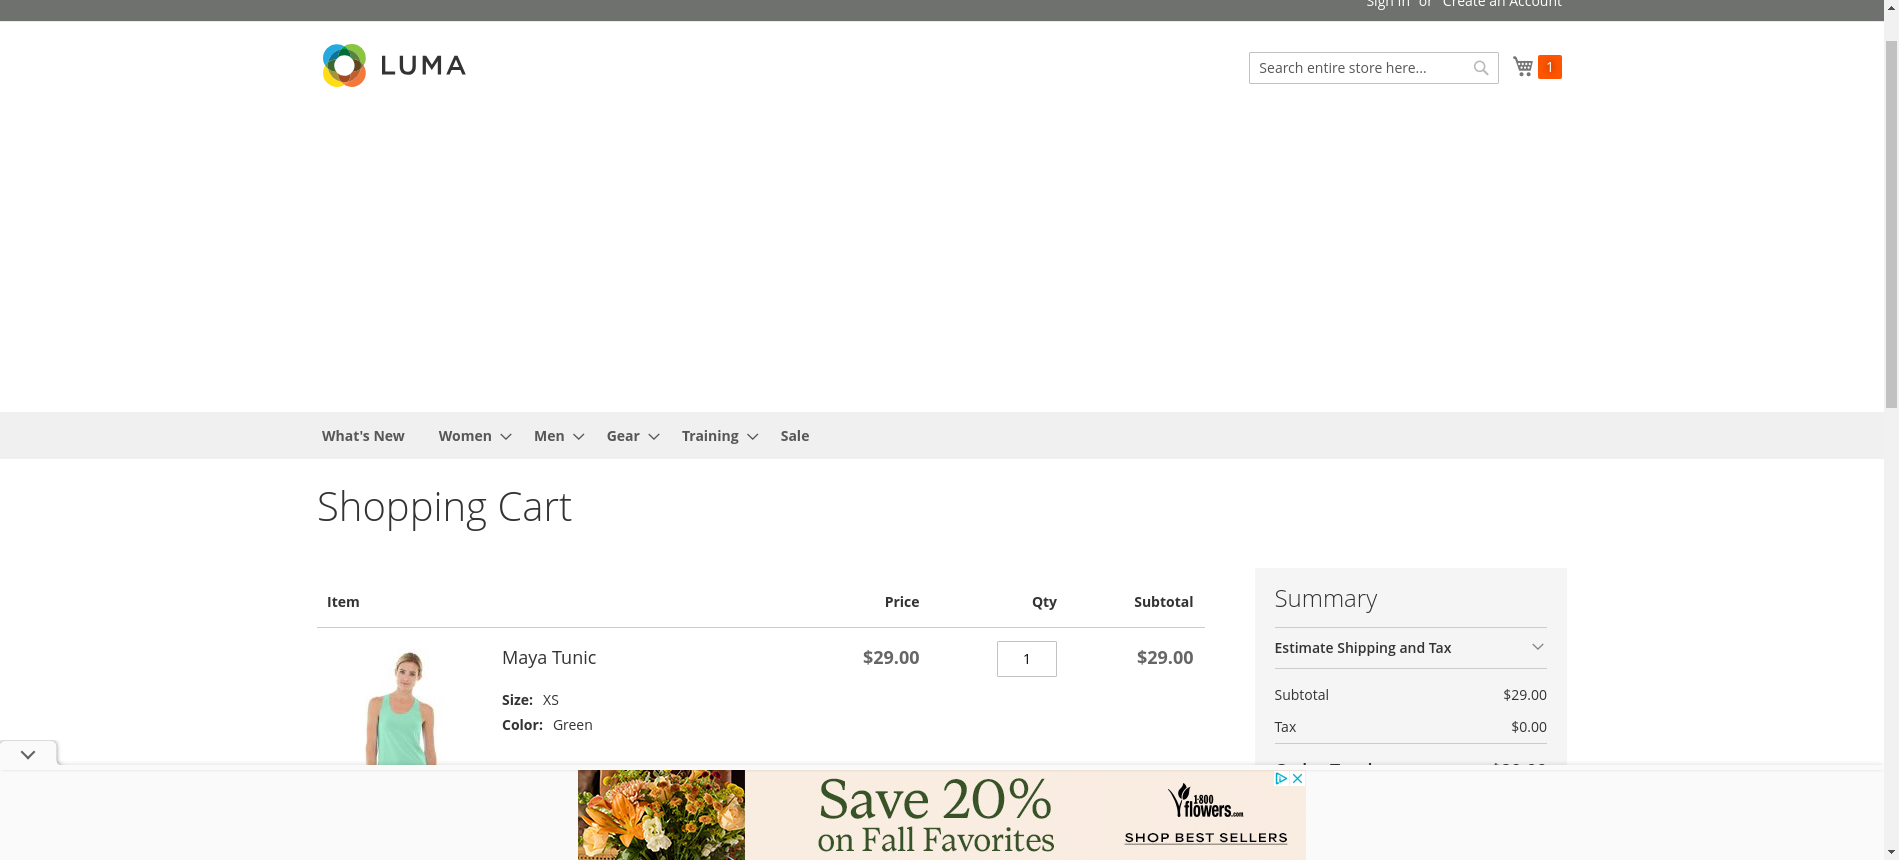 Sign In or Create an Account
LUMA
Search entire store here...
1
What's New Women Men Gear Training Sale
Shopping Cart
Item Price Qty Subtotal
Maya Tunic $29.00 1 $29.00
Size: XS
Color: Green
Summary
Estimate Shipping and Tax
Subtotal $29.00
Tax $0.00
Save 20%
on Fall Favorites
1-800
flowers.com
SHOP BEST SELLERS